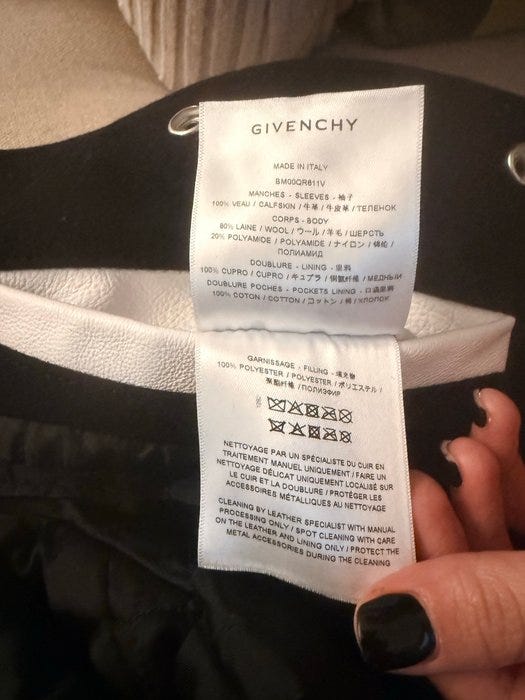 GIVENCHY
MADE IN ITALY
BM00QR611V
MANCHES - SLEEVES - 袖子
100% VEAU / CALFSKIN / 牛革 / 牛皮革 / ТЕЛЕНОК
CORPS - BODY
80% LAINE / WOOL / ウール / 羊毛 / ШЕРСТЬ
20% POLYAMIDE / POLYAMIDE / ナイロン / 锦纶 /
ПОЛИАМИД
DOUBLURE - LINING - 里料
100% CUPRO / CUPRO / キュプラ / 铜氨纤维 / МЕДНЫЙ
DOUBLURE POCHES - POCKETS LINING - 口袋里料
100% COTON / COTTON / コットン / 棉 / ХЛОПОК
GARNISSAGE - FILLING - 填充物
100% POLYESTER / POLYESTER / ポリエステル /
聚酯纤维 / ПОЛИЭФИР
NETTOYAGE PAR UN SPÉCIALISTE DU CUIR EN
TRAITEMENT MANUEL UNIQUEMENT / FAIRE UN
NETTOYAGE DÉLICAT UNIQUEMENT LOCALISÉ SUR
LE CUIR ET LA DOUBLURE / PROTÉGER LES
ACCESSOIRES MÉTALLIQUES AU NETTOYAGE
CLEANING BY LEATHER SPECIALIST WITH MANUAL
PROCESSING ONLY / SPOT CLEANING WITH CARE
ON THE LEATHER AND LINING ONLY / PROTECT THE
METAL ACCESSORIES DURING THE CLEANING